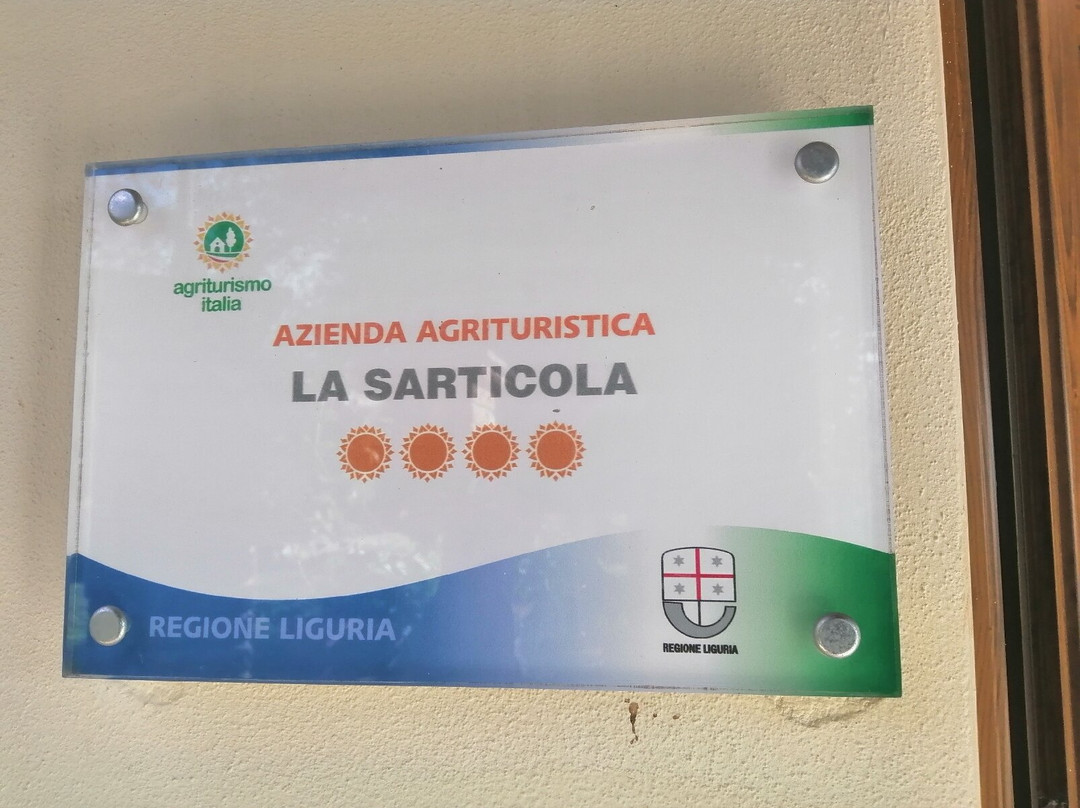 agriturismo
italia
AZIENDA AGRITURISTICA
LA SARTICOLA
REGIONE LIGURIA
REGIONE LIGURIA